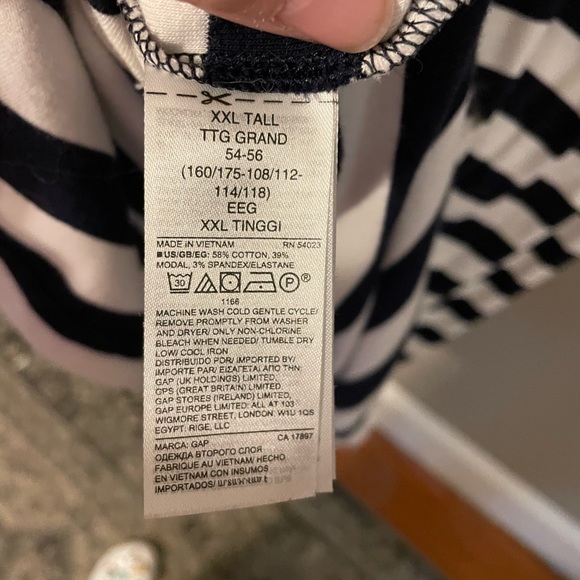 XXL TALL
TTG GRAND
54-56
(160/175-108/112-
114/118)
EEG
XXL TINGGI
MADE IN VIETNAM RN 54023
■US/GB/EG: 58% COTTON, 39%
MODAL, 3% SPANDEX/ELASTANE
30 P®
1166
MACHINE WASH COLD GENTLE CYCLE/
REMOVE PROMPTLY FROM WASHER
AND DRYER/ ONLY NON-CHLORINE
BLEACH WHEN NEEDED/ TUMBLE DRY
LOW/ COOL IRON
DISTRIBUIDO POR/ IMPORTED BY/
IMPORTE PAR/ ΕΙΣΑΓΕΤΑΙ ΑΠΟ ΤΗΝ:
GAP (UK HOLDINGS) LIMITED,
GPS (GREAT BRITAIN) LIMITED,
GAP STORES (IRELAND) LIMITED,
GAP EUROPE LIMITED: ALL AT 103
WIGMORE STREET, LONDON: W1U 1QS
EGYPT: RIGE, LLC
MARCA: GAP CA 17897
ОДЕЖДА ВТОРОГО СЛОЯ
FABRIQUE AU VIETNAM/ HECHO
EN VIETNAM CON INSUMOS
IMPORTADOS/